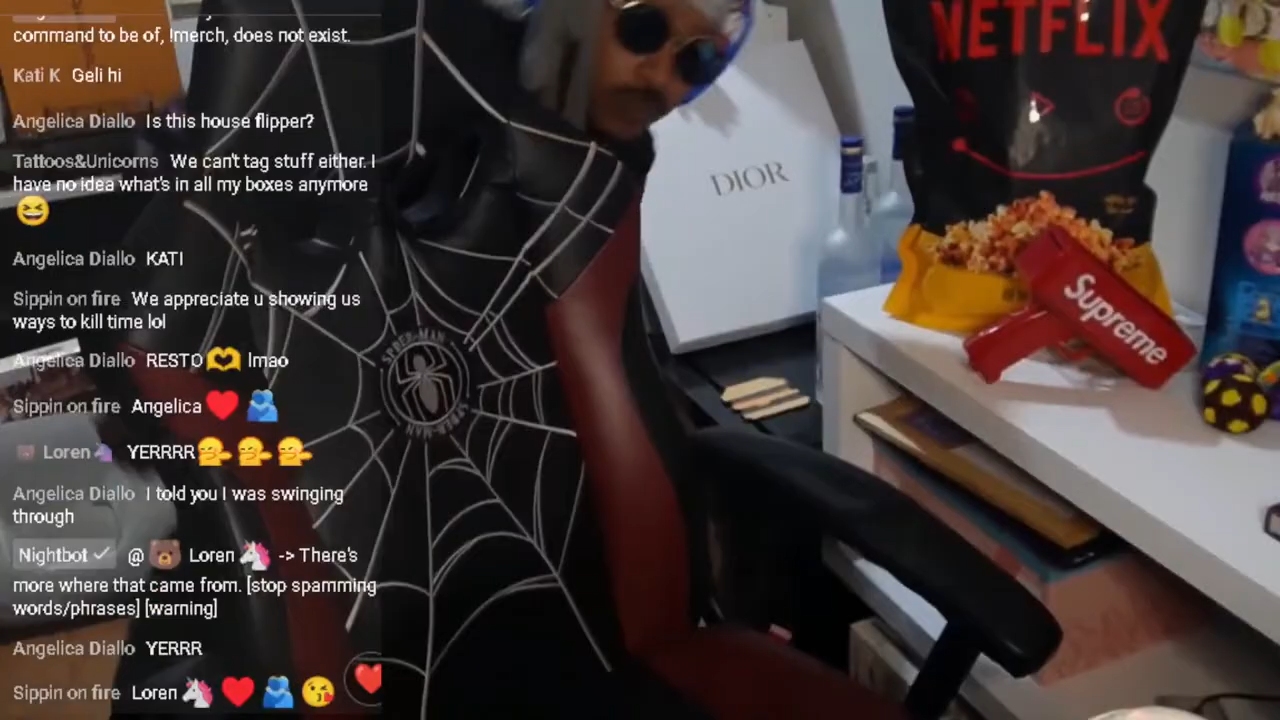 command to be of, !merch, does not exist.
Kati K Geli hi
Angelica Diallo Is this house flipper?
Tattoos&Unicorns We can't tag stuff either. I
have no idea what's in all my boxes anymore
😆
Angelica Diallo KATI
Sippin on fire We appreciate u showing us
ways to kill time lol
Angelica Diallo RESTO 🫶 lmao
Sippin on fire Angelica ❤️ 🫂
🐻 Loren 🦄 YERRRR 🤧 🤧 🤧
Angelica Diallo I told you I was swinging
through
Nightbot ✓ @ 🐻 Loren 🦄 -> There's
more where that came from. [stop spamming
words/phrases] [warning]
Angelica Diallo YERRR
Sippin on fire Loren 🦄 ❤️ 🫂 😘
SPIDER-MAN
SPIDER-MAN
DIOR
NETFLIX
Supreme